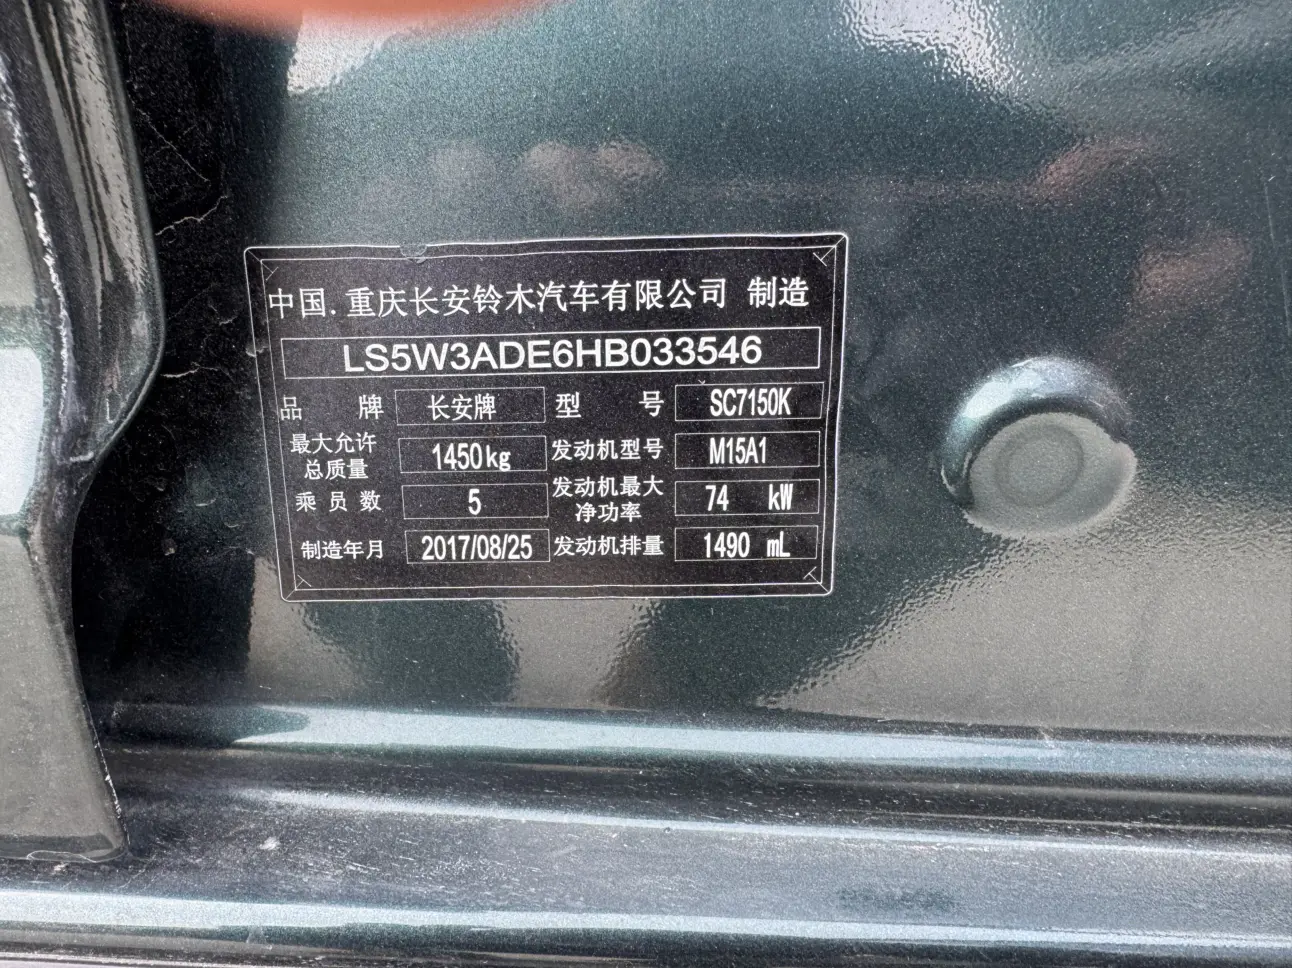 中国.重庆长安铃木汽车有限公司 制造
LS5W3ADE6HB033546
品 牌 长安牌 型 号 SC7150K
最大允许总质量 1450kg 发动机型号 M15A1
乘员数 5 发动机最大净功率 74 kW
制造年月 2017/08/25 发动机排量 1490 mL